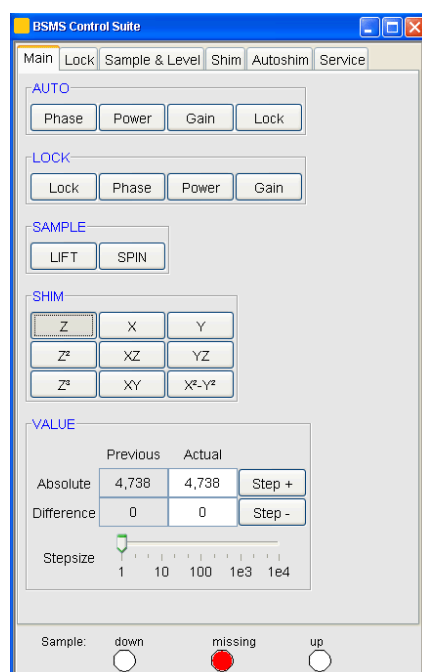 BSMS Control Suite
Main Lock Sample & Level Shim Autoshim Service
AUTO
Phase Power Gain Lock
LOCK
Lock Phase Power Gain
SAMPLE
LIFT SPIN
SHIM
Z X Y
Z² XZ YZ
Z³ XY X²-Y²
VALUE
Previous Actual
Absolute 4,738 4,738 Step +
Difference 0 0 Step -
Stepsize
1 10 100 1e3 1e4
Sample: down missing up